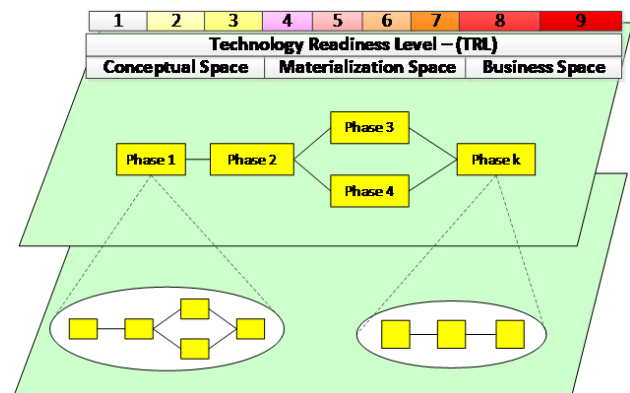 1 2 3 4 5 6 7 8 9
Technology Readiness Level – (TRL)
Conceptual Space Materialization Space Business Space
Phase 3
Phase 1 Phase 2 Phase k
Phase 4